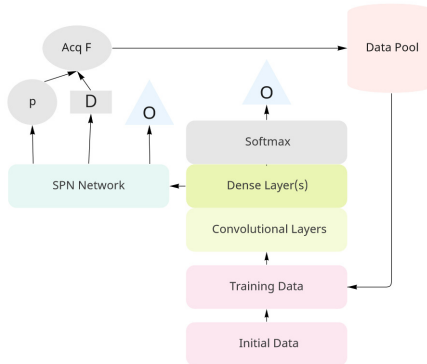 Acq F
Data Pool
p
D
O
O
Softmax
SPN Network
Dense Layer(s)
Convolutional Layers
Training Data
Initial Data